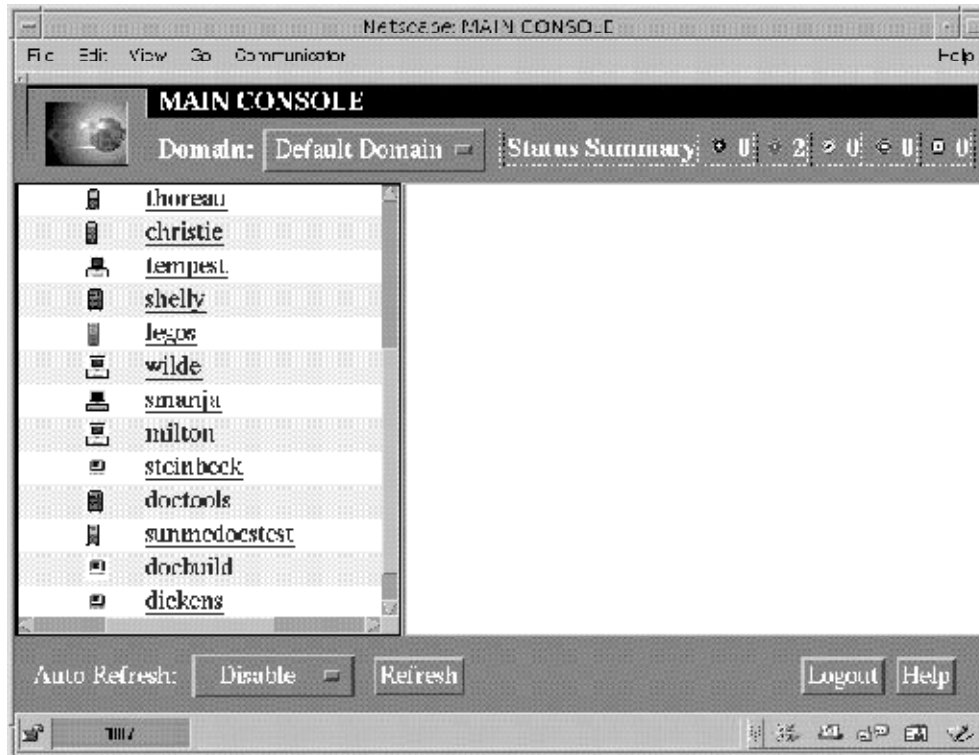 Netscape: MAIN CONSOLE
File Edit View Go Communicator Help
MAIN CONSOLE
Domain: Default Domain Status Summary 0 2 0 0 0
thoreau
christie
tempest
shelly
legos
wilde
smanja
milton
steinbeck
doctools
sunmcdocstest
docbuild
dickens
Auto Refresh: Disable Refresh Logout Help